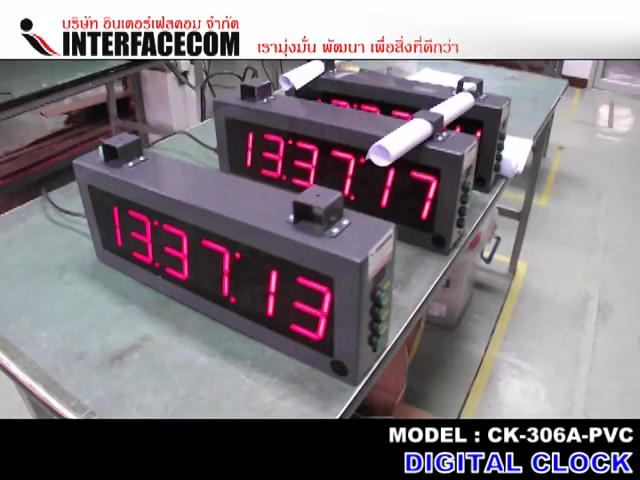 บริษัท อินเตอร์เฟสคอม จำกัด
INTERFACECOM
เรามุ่งมั่น พัฒนา เพื่อสิ่งที่ดีกว่า
13:37:17
13:37:13
MODEL : CK-306A-PVC
DIGITAL CLOCK